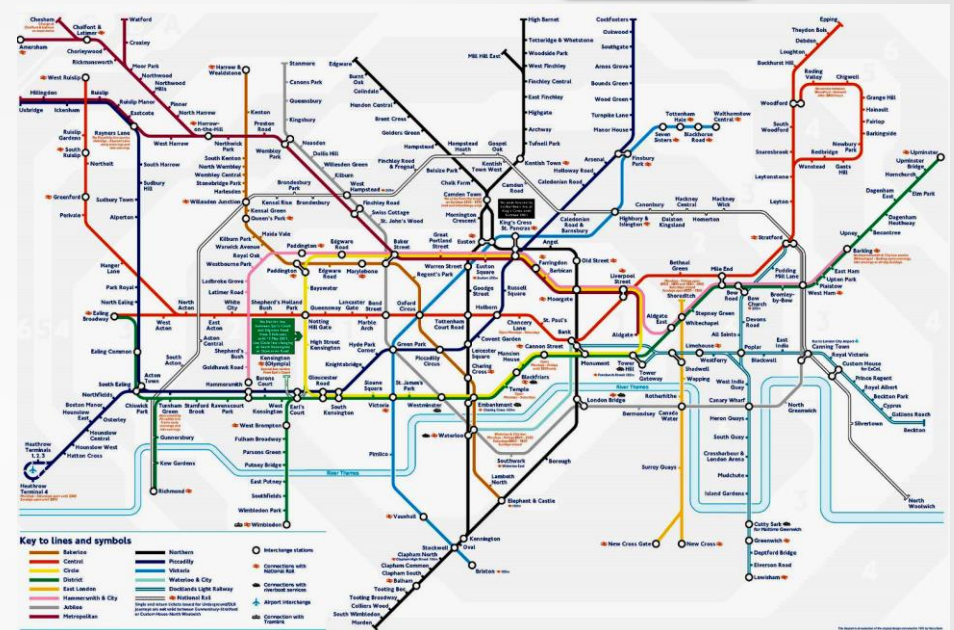 Chesham
Chalfont &
Latimer
Watford
Croxley
Amersham
Chorleywood
Rickmansworth
Moor Park
Northwood
Northwood
Hills
Pinner
North Harrow
Harrow-
on-the-Hill
West Ruislip
Hillingdon
Uxbridge
Ickenham
Ruislip
Ruislip Manor
Eastcote
Rayners Lane
West Harrow
Ruislip
Gardens
South
Ruislip
Northolt
Greenford
Perivale
Hanger
Lane
South Harrow
Sudbury
Hill
Sudbury Town
Alperton
Park Royal
North Ealing
Ealing
Broadway
West
Acton
North
Acton
East
Acton
Ealing Common
South Ealing
Acton
Town
Northfields
Boston Manor
Hounslow
East
Osterley
Hounslow
Central
Hounslow West
Hatton Cross
Heathrow
Terminals
1, 2, 3
Heathrow
Terminal 4
Harrow &
Wealdstone
Kenton
Preston
Road
Northwick
Park
South Kenton
North Wembley
Wembley Central
Stonebridge Park
Harlesden
Willesden Junction
Kensal Green
Queen's Park
Kilburn Park
Maida Vale
Warwick Avenue
Royal Oak
Westbourne Park
Ladbroke Grove
Latimer Road
White
City
Shepherd's
Bush
Goldhawk Road
Hammersmith
Stanmore
Canons Park
Queensbury
Kingsbury
Wembley
Park
Neasden
Dollis Hill
Willesden Green
Kilburn
West
Hampstead
Finchley Road
Swiss Cottage
St. John's Wood
Brondesbury
Park
Kensal Rise
Brondesbury
Edgware
Burnt
Oak
Colindale
Hendon Central
Brent Cross
Golders Green
Hampstead
Belsize Park
Chalk Farm
Camden Town
Mornington
Crescent
Hampstead
Heath
Gospel
Oak
Finchley Road
& Frognal
Kentish
Town West
Camden
Road
High Barnet
Totteridge & Whetstone
Woodside Park
Mill Hill East
West Finchley
Finchley Central
East Finchley
Highgate
Archway
Tufnell Park
Kentish Town
Cockfosters
Oakwood
Southgate
Arnos Grove
Bounds Green
Wood Green
Turnpike Lane
Manor House
Arsenal
Holloway Road
Caledonian Road
Finsbury
Park
Seven
Sisters
Tottenham
Hale
Blackhorse
Road
Walthamstow
Central
Highbury &
Islington
Canonbury
Caledonian
Road &
Barnsbury
Dalston
Kingsland
Hackney
Central
Homerton
Hackney
Wick
Epping
Theydon Bois
Debden
Loughton
Buckhurst Hill
Roding
Valley
Chigwell
Grange Hill
Hainault
Fairlop
Barkingside
Newbury
Park
Gants
Hill
Redbridge
Wanstead
Woodford
South
Woodford
Snaresbrook
Leytonstone
Leyton
Stratford
Upminster
Upminster
Bridge
Hornchurch
Elm Park
Dagenham
East
Dagenham
Heathway
Becontree
Upney
Barking
East Ham
Upton Park
Plaistow
West Ham
Paddington
Edgware
Road
Marylebone
Baker
Street
Great
Portland
Street
Euston
King's Cross
St. Pancras
Angel
Old Street
Farringdon
Barbican
Moorgate
Liverpool
Street
Warren Street
Regent's Park
Euston
Square
Goodge
Street
Russell
Square
Holborn
Chancery
Lane
St. Paul's
Bank
Bayswater
Notting
Hill Gate
Queensway
Lancaster
Gate
Bond
Street
Marble
Arch
Oxford
Circus
Tottenham
Court Road
Covent Garden
Leicester
Square
Green Park
Piccadilly
Circus
Hyde Park
Corner
Knightsbridge
High Street
Kensington
Kensington
(Olympia)
Barons
Court
Gloucester
Road
South
Kensington
Earl's
Court
West
Kensington
Sloane
Square
Victoria
St. James's
Park
Westminster
Charing
Cross
Embankment
Temple
Blackfriars
Mansion
House
Cannon Street
Monument
Tower
Hill
Tower
Gateway
Aldgate
Aldgate
East
Shoreditch
Bethnal
Green
Mile End
Stepney Green
Whitechapel
Bow
Road
Bow
Church
Bromley-
by-Bow
Pudding
Mill Lane
Devons
Road
All Saints
Poplar
Blackwall
East
India
Canning
Town
Royal Victoria
Custom House
for ExCeL
Prince Regent
Royal Albert
Beckton Park
Cyprus
Gallions Reach
Beckton
Silvertown
North
Woolwich
Limehouse
Westferry
Shadwell
Wapping
Rotherhithe
Canada
Water
Surrey Quays
New Cross Gate
New Cross
West India
Quay
Canary Wharf
Heron Quays
South Quay
Crossharbour &
London Arena
Mudchute
Island Gardens
Cutty Sark
for Maritime Greenwich
Greenwich
Deptford Bridge
Elverson Road
Lewisham
North
Greenwich
Bermondsey
London Bridge
Southwark
Waterloo
Lambeth
North
Borough
Elephant & Castle
Kennington
Oval
Stockwell
Vauxhall
Pimlico
Brixton
Clapham North
Clapham Common
Clapham South
Balham
Tooting Bec
Tooting Broadway
Colliers Wood
South Wimbledon
Morden
Chiswick
Park
Turnham
Green
Stamford
Brook
Ravenscourt
Park
South
Acton
Acton
Central
Gunnersbury
Kew Gardens
Richmond
West Brompton
Fulham Broadway
Parsons Green
Putney Bridge
East Putney
Southfields
Wimbledon Park
Wimbledon
River Thames
River Thames
Key to lines and symbols
Bakerloo
Central
Circle
District
East London
Hammersmith & City
Jubilee
Metropolitan
Northern
Piccadilly
Victoria
Waterloo & City
Docklands Light Railway
National Rail
Interchange stations
Connections with
National Rail
Connections with
riverboat services
Airport interchange
Connection with
Tramlink